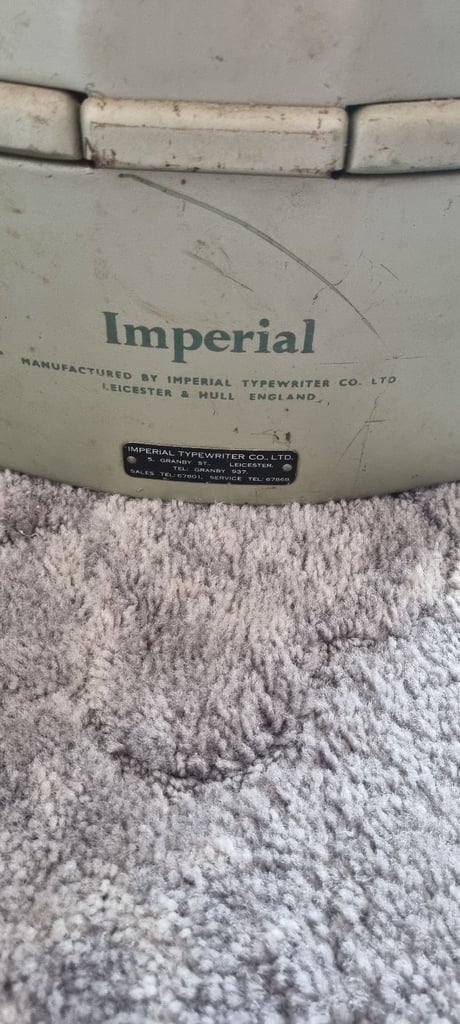 Imperial
MANUFACTURED BY IMPERIAL TYPEWRITER CO. LTD
LEICESTER & HULL ENGLAND.
IMPERIAL TYPEWRITER CO., LTD.
5, GRANBY ST., LEICESTER.
TEL: GRANBY 937.
SALES TEL: 67801, SERVICE TEL: 67868